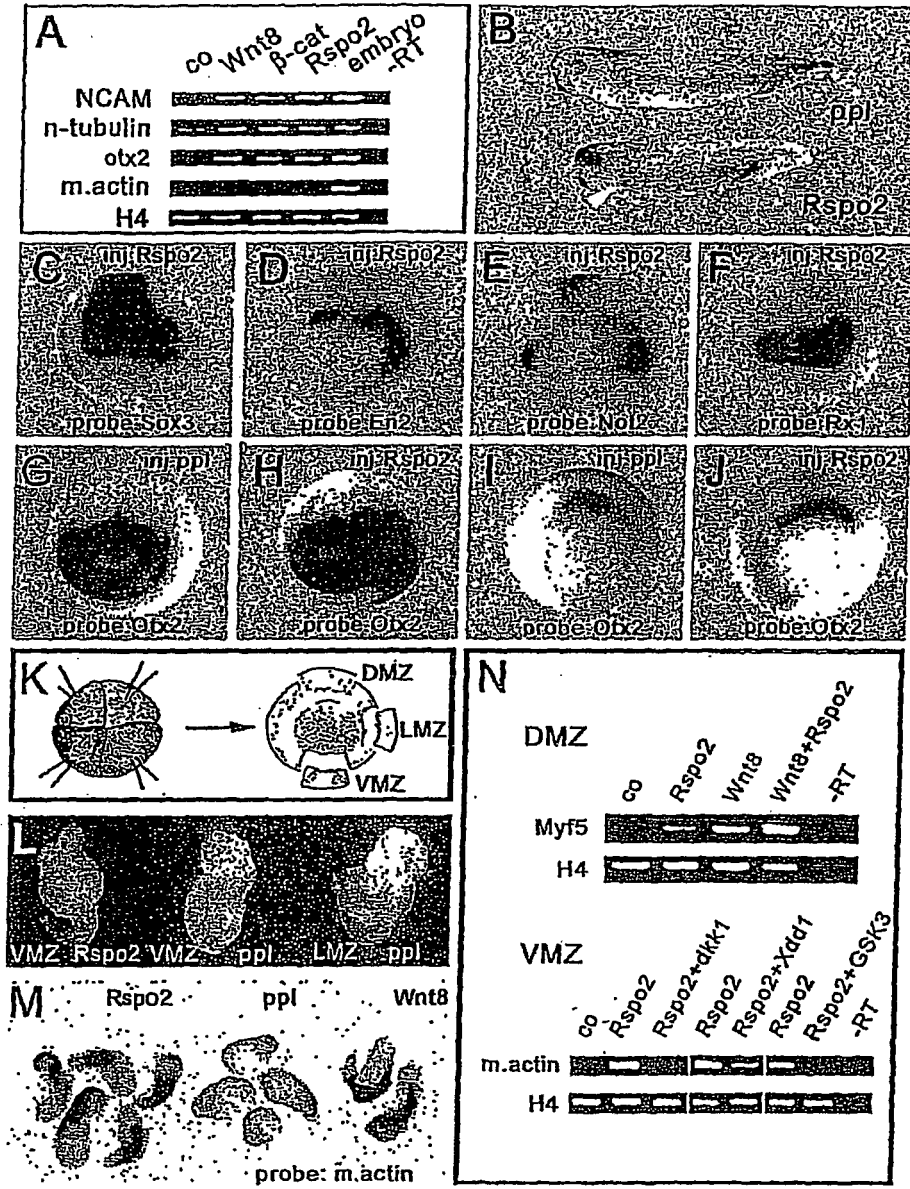 A
co Wnt8 β-cat Rspo2 embryo -RT
NCAM
n-tubulin
otx2
m.actin
H4
B
ppl
Rspo2
C
inj:Rspo2
probe:Sox3
D
inj:Rspo2
probe:En2
E
inj:Rspo2
F
inj:Rspo2
probe:Rx1
G
inj:ppl
probe:Otx2
H
inj:Rspo2
probe:Otx2
I
inj:ppl
probe:Otx2
J
inj:Rspo2
probe:Otx2
K
DMZ
LMZ
VMZ
L
VMZ Rspo2 VMZ ppl LMZ ppl
M
Rspo2 ppl Wnt8
probe: m.actin
N
DMZ
co Rspo2 Wnt8 Wnt8+Rspo2 -RT
Myf5
H4
VMZ
co Rspo2 Rspo2+dkk1 Rspo2 Rspo2+Xdd1 Rspo2 Rspo2+GSK3 -RT
m.actin
H4